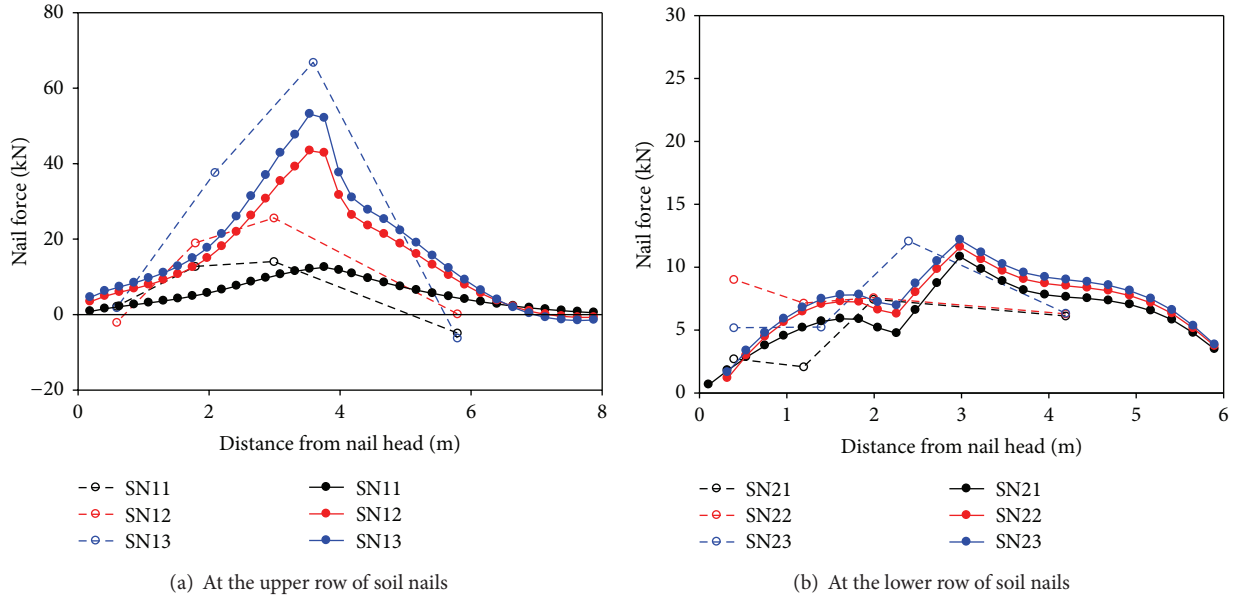 80
60
40
20
0
−20
Nail force (kN)
0 2 4 6 8
Distance from nail head (m)
SN11 SN11
SN12 SN12
SN13 SN13
(a) At the upper row of soil nails
30
25
20
15
10
5
0
Nail force (kN)
0 1 2 3 4 5 6
Distance from nail head (m)
SN21 SN21
SN22 SN22
SN23 SN23
(b) At the lower row of soil nails